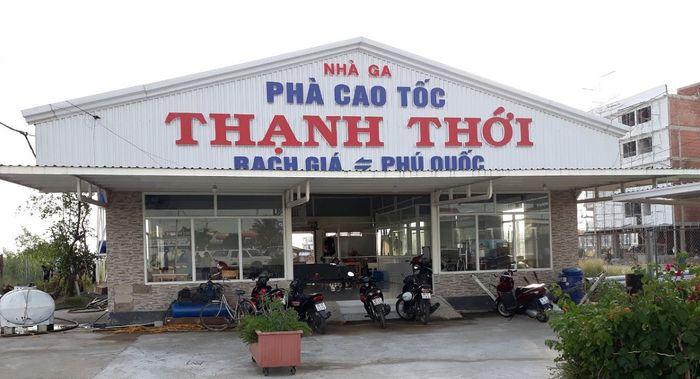 NHÀ GA
PHÀ CAO TỐC
THẠNH THỚI
RẠCH GIÁ ⇋ PHÚ QUỐC